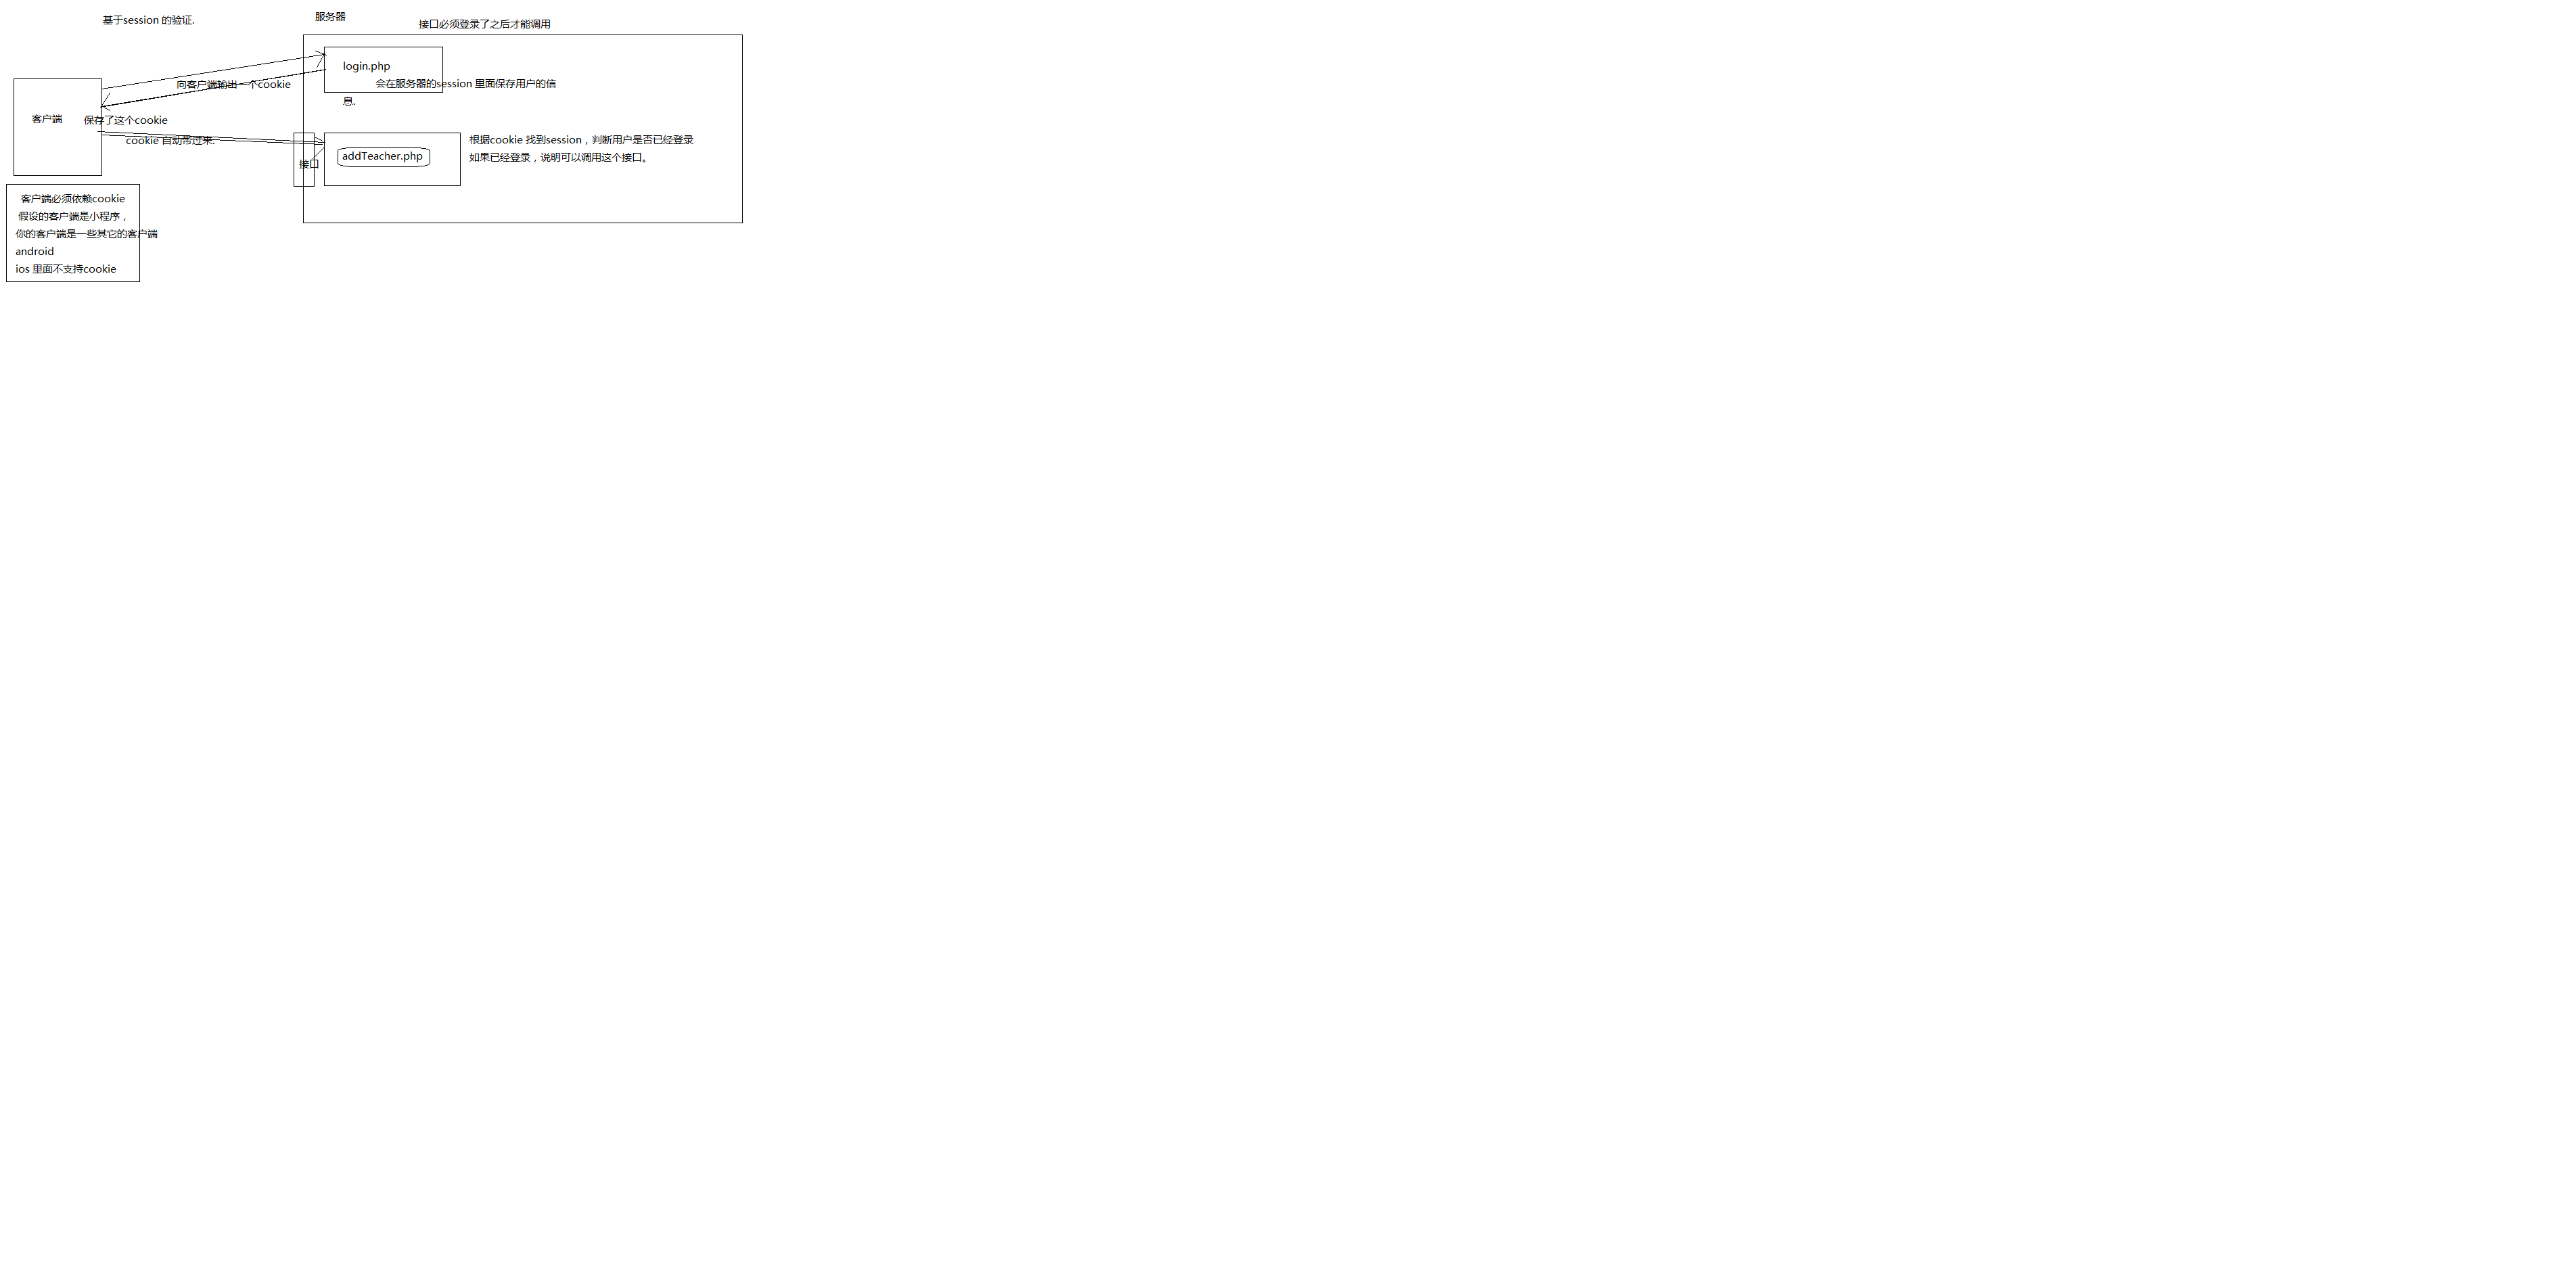 基于session 的验证.
服务器
接口必须登录了之后才能调用
login.php
会在服务器的session 里面保存用户的信
息.
向客户端输出一个cookie
客户端
保存了这个cookie
cookie 自动带过来.
接口
addTeacher.php
根据cookie 找到session，判断用户是否已经登录
如果已经登录，说明可以调用这个接口。
客户端必须依赖cookie
假设的客户端是小程序，
你的客户端是一些其它的客户端
android
ios 里面不支持cookie